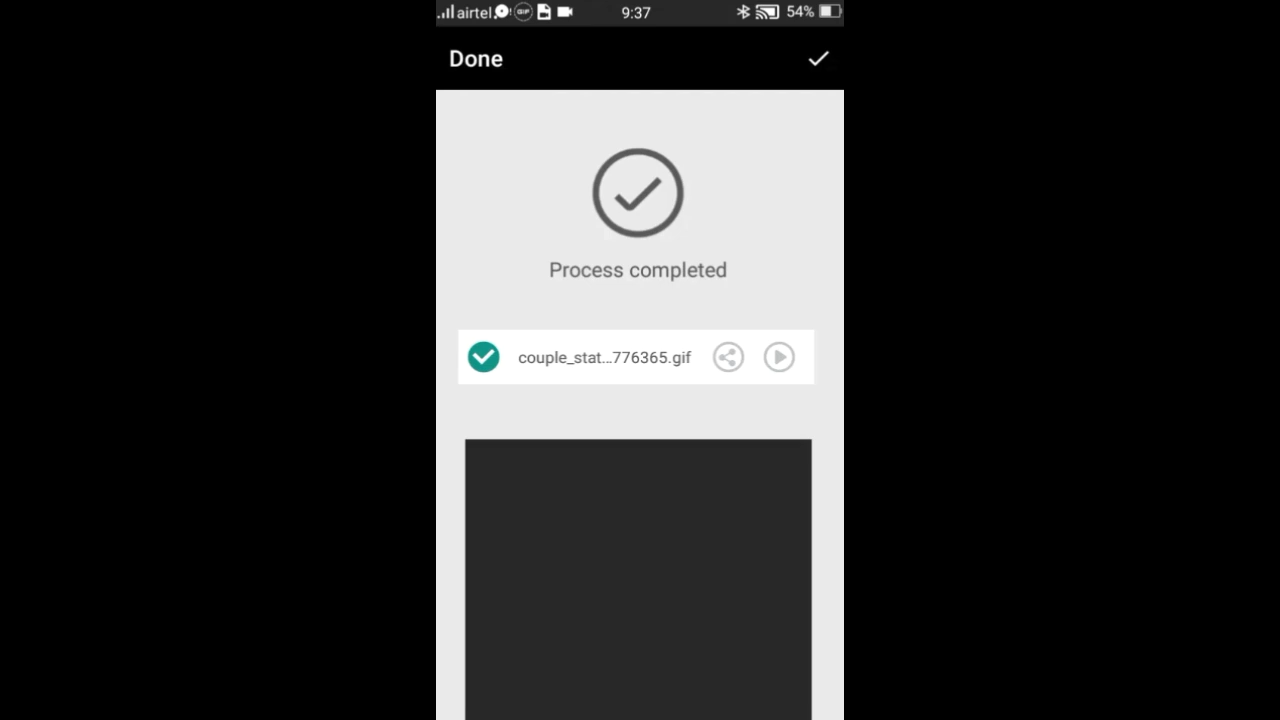 airtel 9:37 54%
Done
Process completed
couple_stat...776365.gif